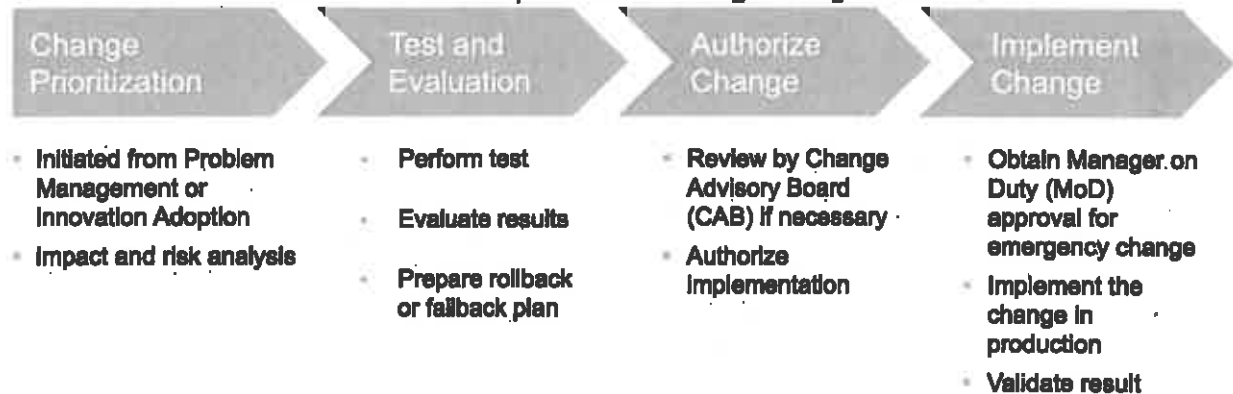 Change
Prioritization
Initiated from Problem
Management or
Innovation Adoption
Impact and risk analysis
Test and
Evaluation
Perform test
Evaluate results
Prepare rollback
or fallback plan
Authorize
Change
Review by Change
Advisory Board
(CAB) if necessary
Authorize
Implementation
Implement
Change
Obtain Manager on
Duty (MoD)
approval for
emergency change
Implement the
change in
production
Validate result